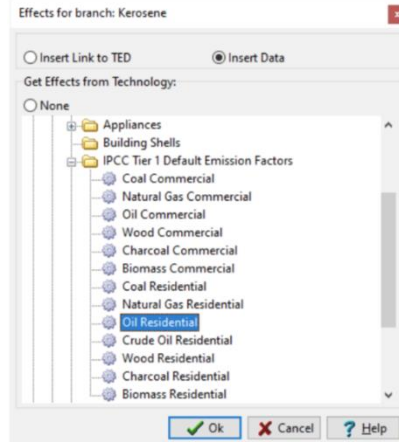 Effects for branch: Kerosene
x
Insert Link to TED Insert Data
Get Effects from Technology:
None
Appliances
Building Shells
IPCC Tier 1 Default Emission Factors
Coal Commercial
Natural Gas Commercial
Oil Commercial
Wood Commercial
Charcoal Commercial
Biomass Commercial
Coal Residential
Natural Gas Residential
Oil Residential
Crude Oil Residential
Wood Residential
Charcoal Residential
Biomass Residential
Ok Cancel ? Help